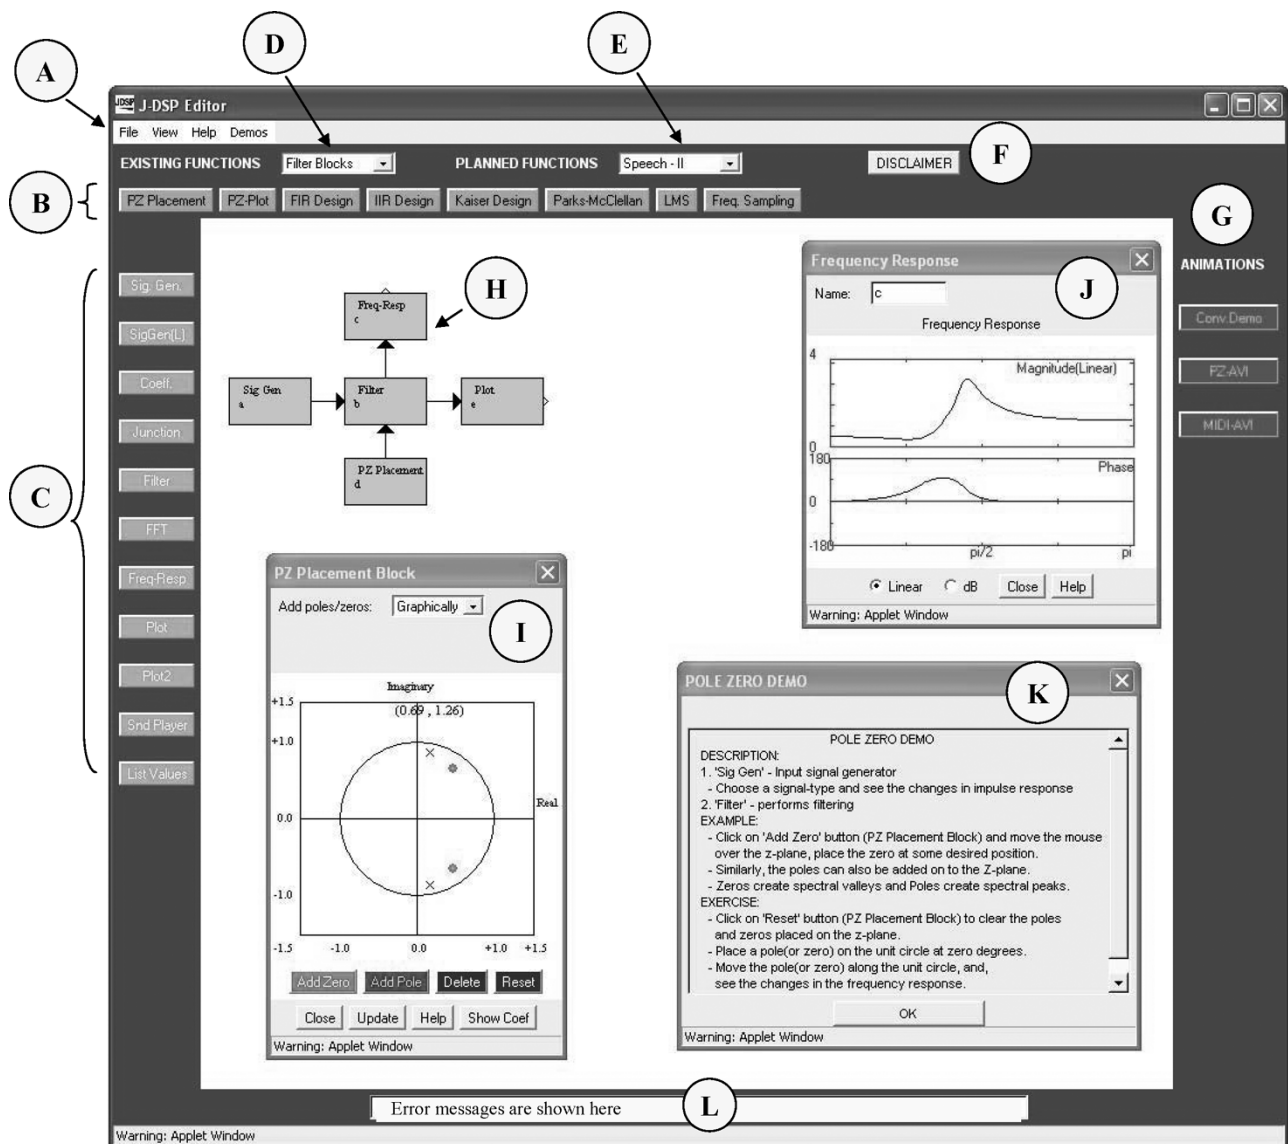 D
E
A
JDSP J-DSP Editor
File View Help Demos
EXISTING FUNCTIONS Filter Blocks PLANNED FUNCTIONS Speech - II DISCLAIMER F
B PZ Placement PZ-Plot FIR Design IIR Design Kaiser Design Parks-McClellan LMS Freq. Sampling
G
ANIMATIONS
Conv.Demo
PZ-AVI
MIDI-AVI
C
Sig. Gen.
SigGen(L)
Coeff.
Junction
Filter
FFT
Freq-Resp
Plot
Plot2
Snd Player
List Values
H
Freq-Resp
c
Sig Gen
a
Filter
b
Plot
e
PZ Placement
d
Frequency Response
J
Name: c
Frequency Response
4
Magnitude(Linear)
0
180
Phase
0
-180
pi/2 pi
Linear dB Close Help
Warning: Applet Window
PZ Placement Block
Add poles/zeros: Graphically
I
Imaginary
+1.5 (0.69 , 1.26)
+1.0
Real
0.0
-1.0
-1.5 -1.0 0.0 +1.0 +1.5
Add Zero Add Pole Delete Reset
Close Update Help Show Coef
Warning: Applet Window
POLE ZERO DEMO
K
POLE ZERO DEMO
DESCRIPTION:
1. 'Sig Gen' - Input signal generator
- Choose a signal-type and see the changes in impulse response
2. 'Filter' - performs filtering
EXAMPLE:
- Click on 'Add Zero' button (PZ Placement Block) and move the mouse
over the z-plane, place the zero at some desired position.
- Similarly, the poles can also be added on to the Z-plane.
- Zeros create spectral valleys and Poles create spectral peaks.
EXERCISE:
- Click on 'Reset' button (PZ Placement Block) to clear the poles
and zeros placed on the z-plane.
- Place a pole(or zero) on the unit circle at zero degrees.
- Move the pole(or zero) along the unit circle, and,
see the changes in the frequency response.
OK
Warning: Applet Window
Error messages are shown here L
Warning: Applet Window